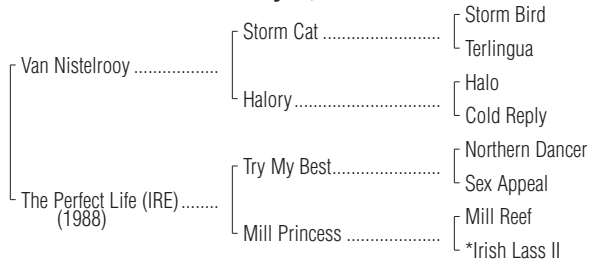 Storm Bird
Storm Cat ........................
Terlingua
Van Nistelrooy .................
Halo
Halory..............................
Cold Reply
Northern Dancer
Try My Best......................
Sex Appeal
The Perfect Life (IRE)........
(1988)
Mill Reef
Mill Princess ...................
*Irish Lass II